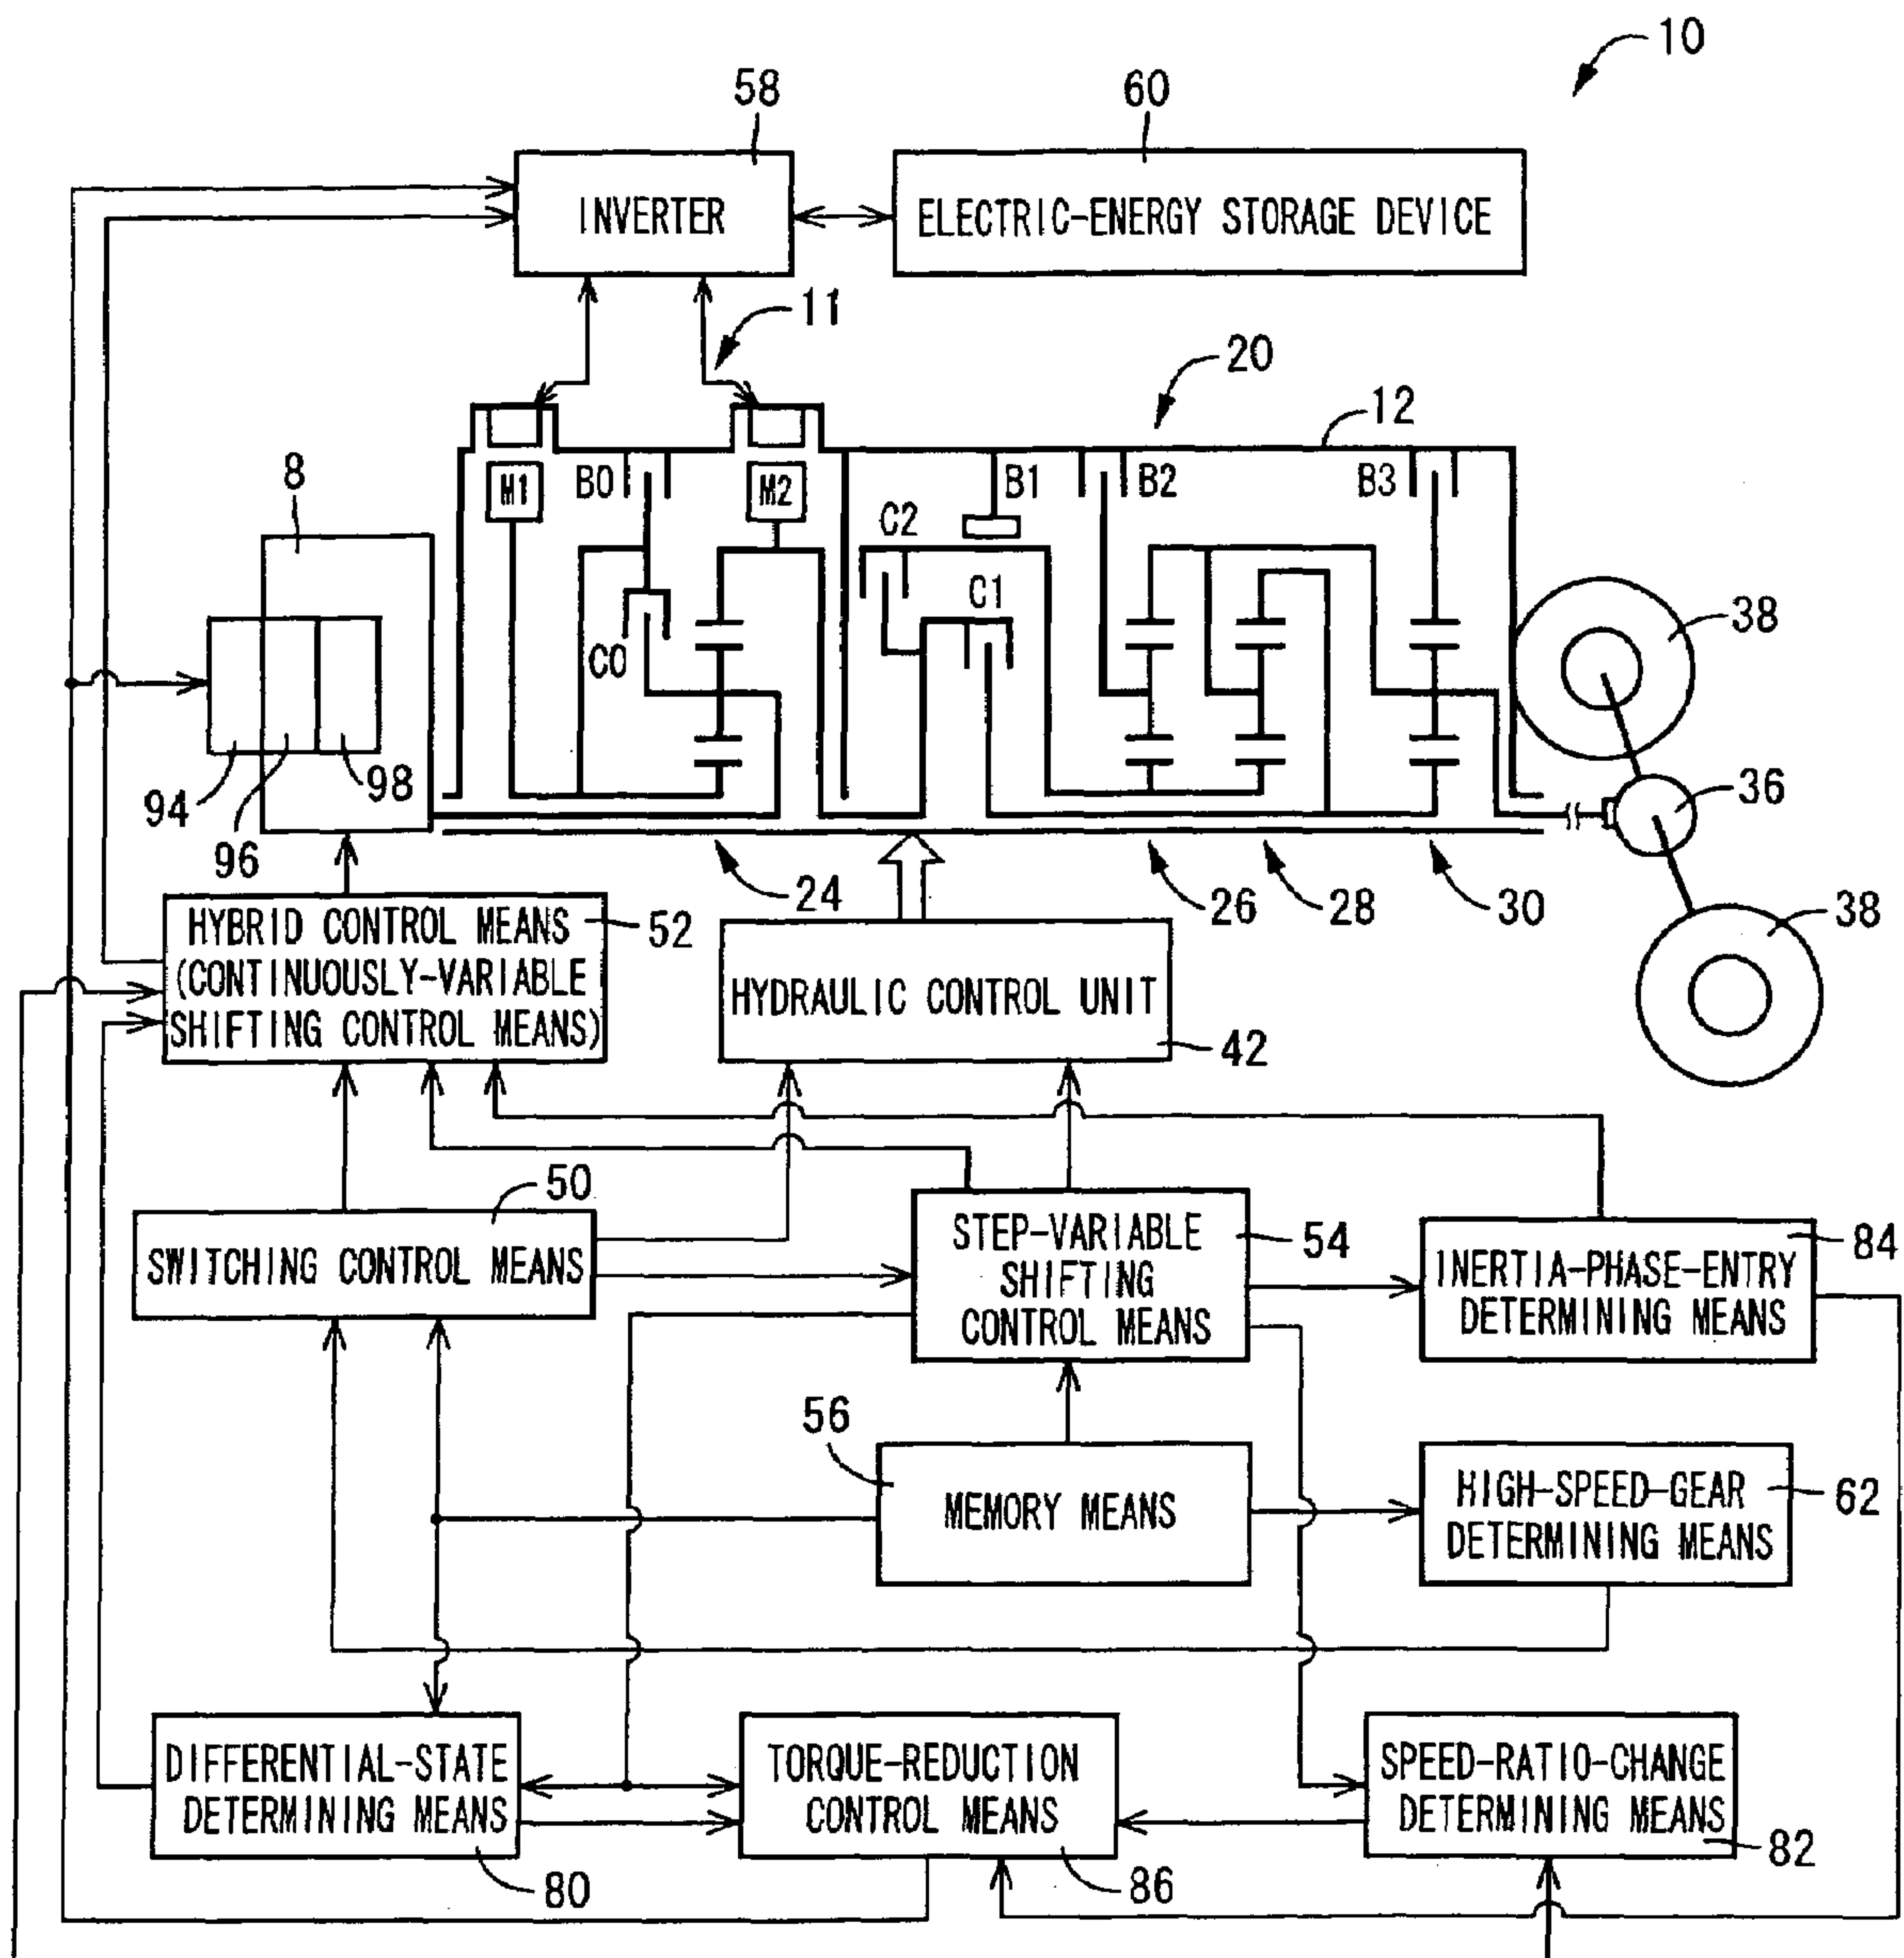 10
58
60
INVERTER
ELECTRIC-ENERGY STORAGE DEVICE
11
20
12
8
M1
B0
M2
B1
B2
B3
C2
C1
C0
38
94
96
98
36
24
26
28
30
38
HYBRID CONTROL MEANS
(CONTINUOUSLY-VARIABLE
SHIFTING CONTROL MEANS)
52
HYDRAULIC CONTROL UNIT
42
50
SWITCHING CONTROL MEANS
STEP-VARIABLE
SHIFTING
CONTROL MEANS
54
INERTIA-PHASE-ENTRY
DETERMINING MEANS
84
56
MEMORY MEANS
HIGH-SPEED-GEAR
DETERMINING MEANS
62
DIFFERENTIAL-STATE
DETERMINING MEANS
80
TORQUE-REDUCTION
CONTROL MEANS
86
SPEED-RATIO-CHANGE
DETERMINING MEANS
82